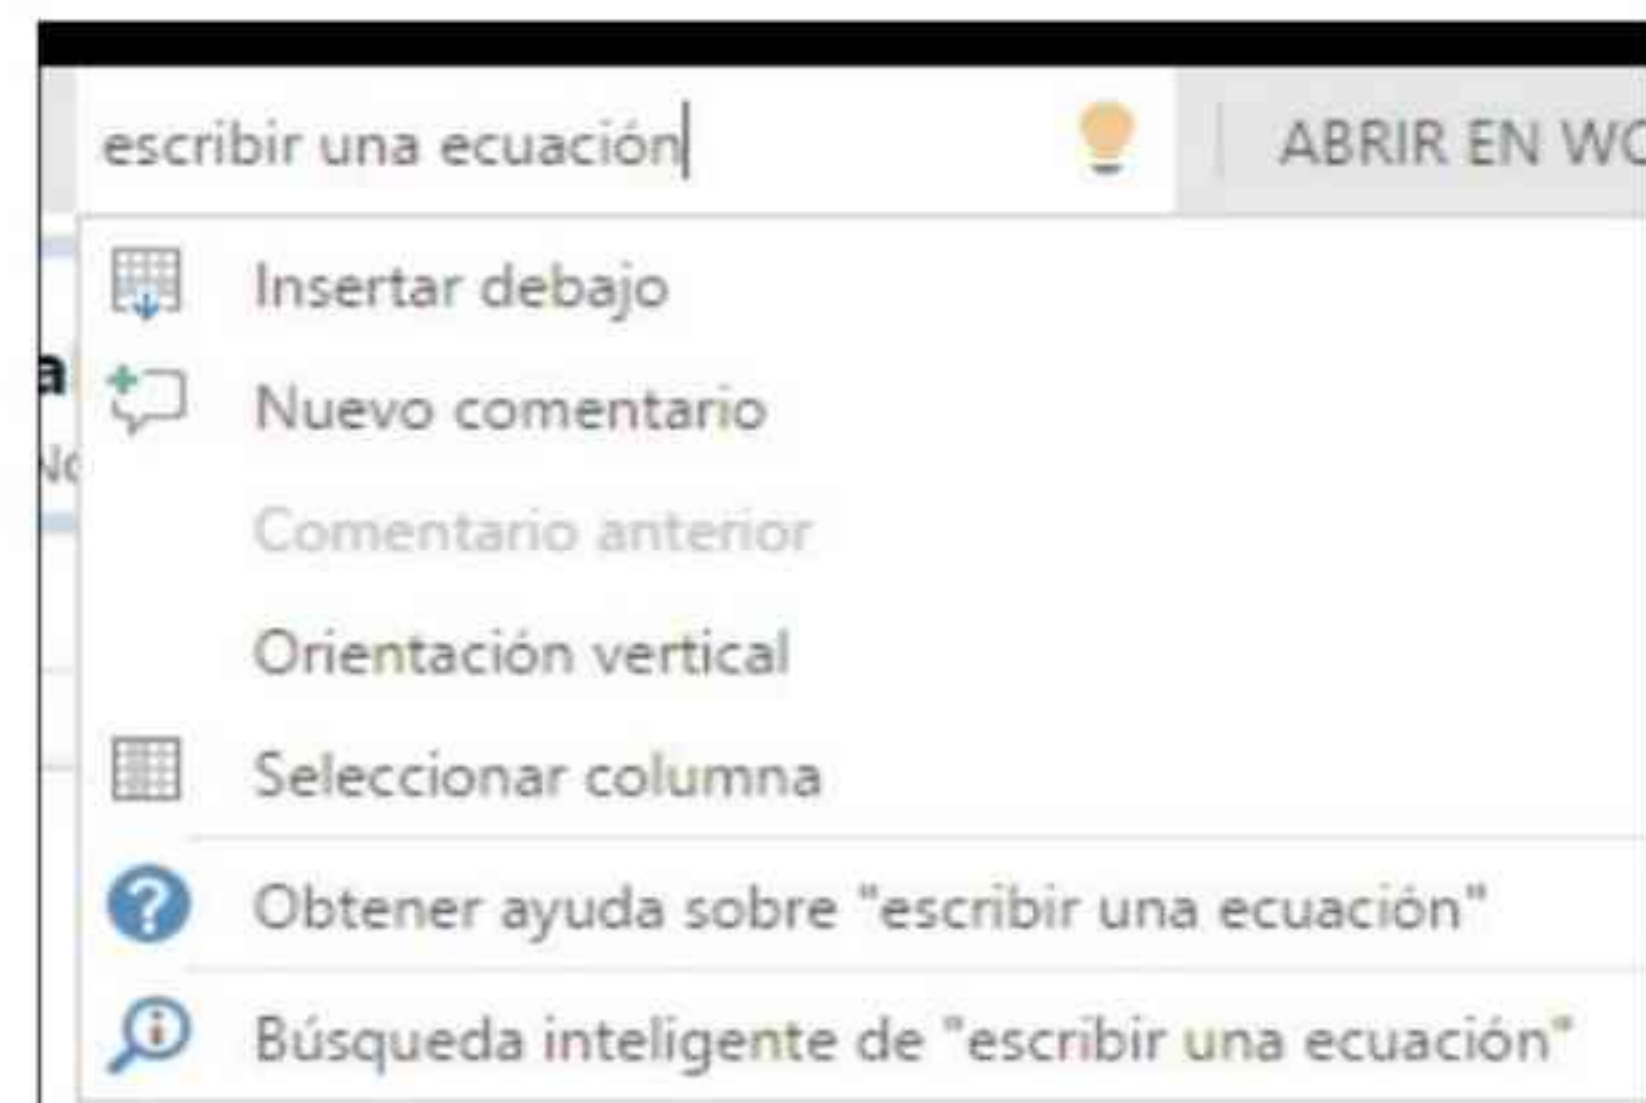 escribir una ecuación
ABRIR EN WO
Insertar debajo
a
Nuevo comentario
No
Comentario anterior
Orientación vertical
Seleccionar columna
Obtener ayuda sobre "escribir una ecuación"
Búsqueda inteligente de "escribir una ecuación"